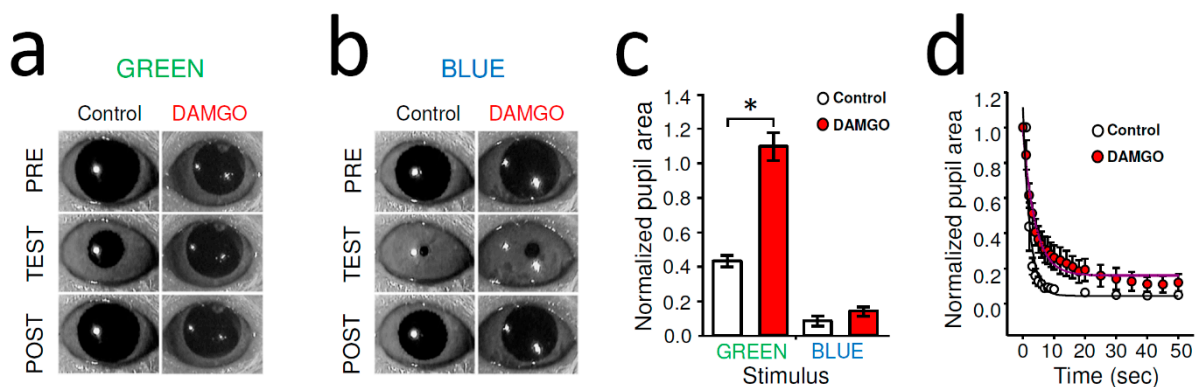 a
GREEN
Control DAMGO
PRE
TEST
POST
b
BLUE
Control DAMGO
PRE
TEST
POST
c
Normalized pupil area
1.4
1.2
1.0
0.8
0.6
0.4
0.2
0.0
*
Control
DAMGO
GREEN BLUE
Stimulus
d
Normalized pupil area
1.2
1.0
0.8
0.6
0.4
0.2
0.0
Control
DAMGO
0 10 20 30 40 50
Time (sec)